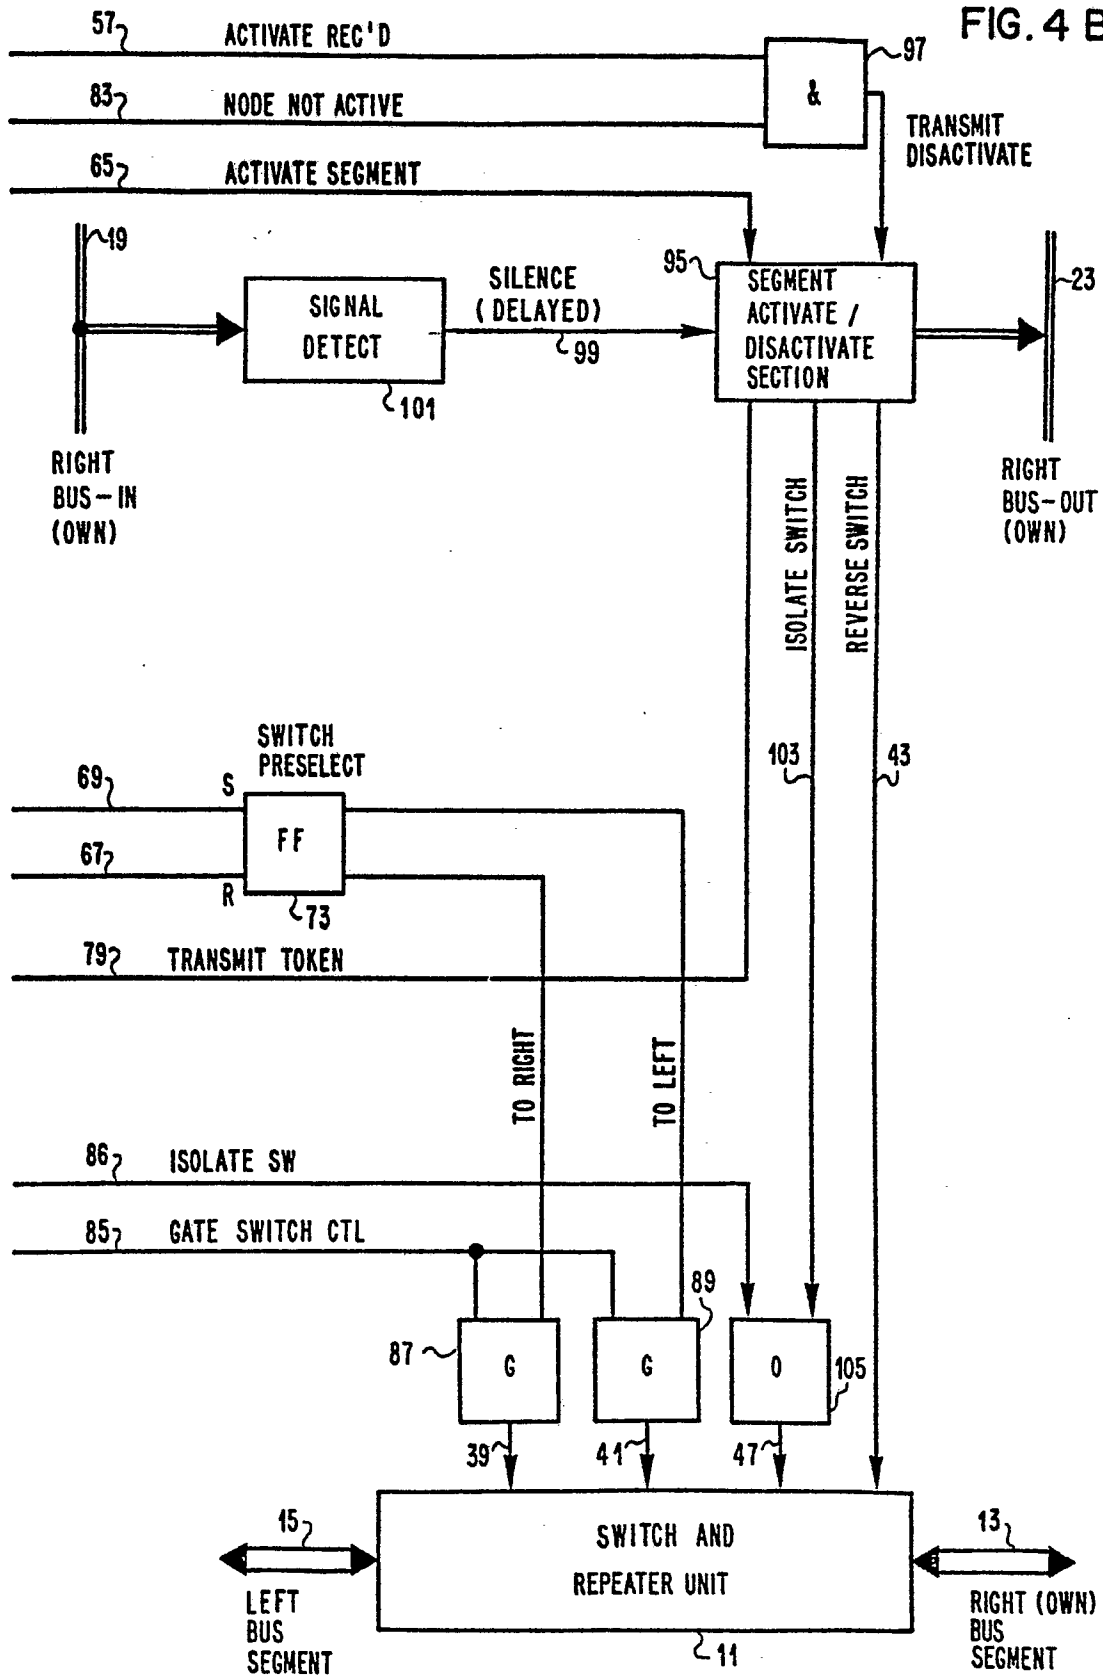 FIG. 4 B
57
ACTIVATE REC'D
97
&
83
NODE NOT ACTIVE
TRANSMIT
DISACTIVATE
65
ACTIVATE SEGMENT
19
95
SEGMENT
ACTIVATE /
DISACTIVATE
SECTION
23
SIGNAL
DETECT
101
SILENCE
(DELAYED)
99
RIGHT
BUS-IN
(OWN)
RIGHT
BUS-OUT
(OWN)
ISOLATE SWITCH
REVERSE SWITCH
103
43
SWITCH
PRESELECT
69
S
FF
67
R
73
79
TRANSMIT TOKEN
TO RIGHT
TO LEFT
86
ISOLATE SW
85
GATE SWITCH CTL
87
G
89
G
O
105
39
41
47
15
SWITCH AND
REPEATER UNIT
13
LEFT
BUS
SEGMENT
11
RIGHT (OWN)
BUS
SEGMENT